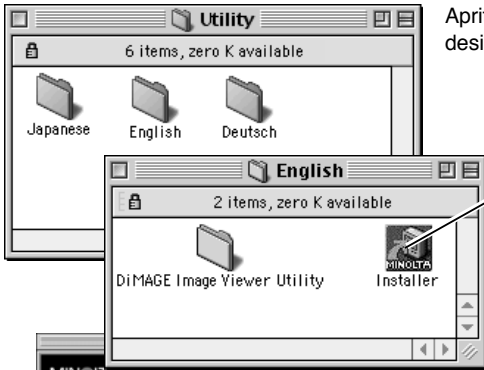 Utility
6 items, zero K available
Japanese
English
Deutsch
English
2 items, zero K available
DiMAGE Image Viewer Utility
MINOLTA
Installer